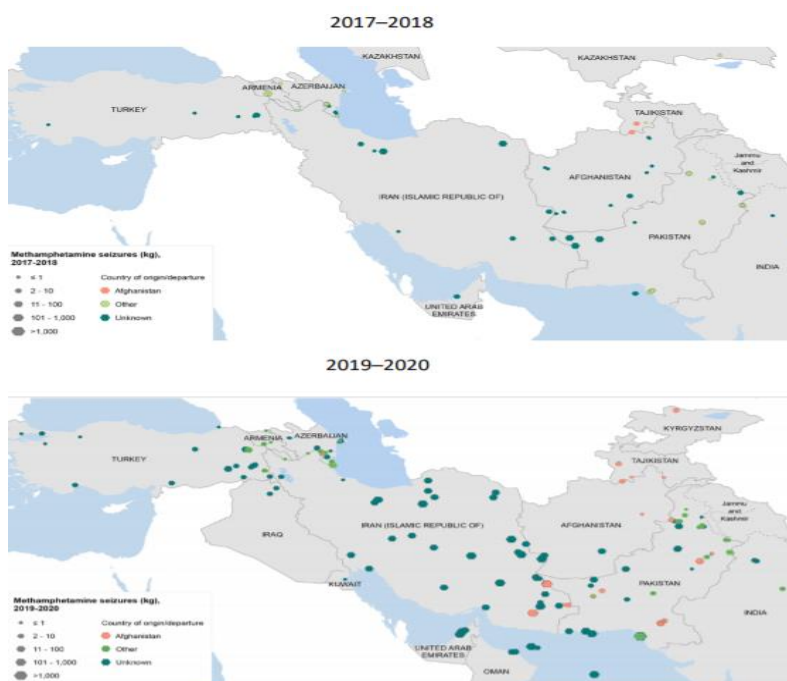 2017–2018
KAZAKHSTAN
KAZAKHSTAN
ARMENIA
AZERBAIJAN
TURKEY
TAJIKISTAN
Jammu
and
Kashmir
AFGHANISTAN
IRAN (ISLAMIC REPUBLIC OF)
PAKISTAN
INDIA
UNITED ARAB
EMIRATES
Methamphetamine seizures (kg),
2017-2018
≤ 1 Country of origin/departure
2 - 10 Afghanistan
11 - 100 Other
101 - 1,000 Unknown
>1,000
2019–2020
KYRGYZSTAN
ARMENIA
AZERBAIJAN
TURKEY
TAJIKISTAN
Jammu
and
Kashmir
IRAN (ISLAMIC REPUBLIC OF)
AFGHANISTAN
IRAQ
KUWAIT
PAKISTAN
INDIA
UNITED ARAB
EMIRATES
OMAN
Methamphetamine seizures (kg),
2019-2020
≤ 1 Country of origin/departure
2 - 10 Afghanistan
11 - 100 Other
101 - 1,000 Unknown
>1,000